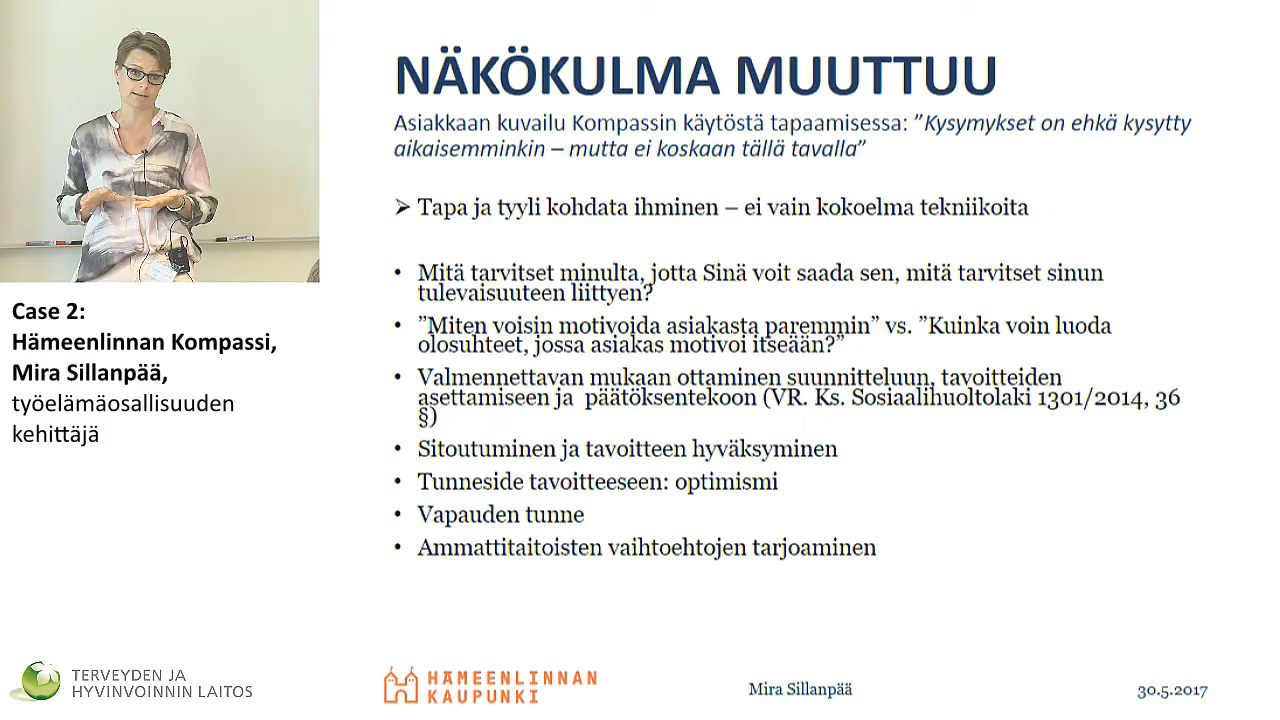 NÄKÖKULMA MUUTTUU
Asiakkaan kuvailu Kompassin käytöstä tapaamisessa: ”Kysymykset on ehkä kysytty
aikaisemminkin – mutta ei koskaan tällä tavalla”
➢ Tapa ja tyyli kohdata ihminen – ei vain kokoelma tekniikoita
• Mitä tarvitset minulta, jotta Sinä voit saada sen, mitä tarvitset sinun
tulevaisuuteen liittyen?
• ”Miten voisin motivoida asiakasta paremmin” vs. ”Kuinka voin luoda
olosuhteet, jossa asiakas motivoi itseään?”
• Valmennettavan mukaan ottaminen suunnitteluun, tavoitteiden
asettamiseen ja päätöksentekoon (VR. Ks. Sosiaalihuoltolaki 1301/2014, 36
§)
• Sitoutuminen ja tavoitteen hyväksyminen
• Tunneside tavoitteeseen: optimismi
• Vapauden tunne
• Ammattitaitoisten vaihtoehtojen tarjoaminen
Case 2:
Hämeenlinnan Kompassi,
Mira Sillanpää,
työelämäosallisuuden
kehittäjä
TERVEYDEN JA
HYVINVOINNIN LAITOS
HÄMEENLINNAN
KAUPUNKI
Mira Sillanpää
30.5.2017